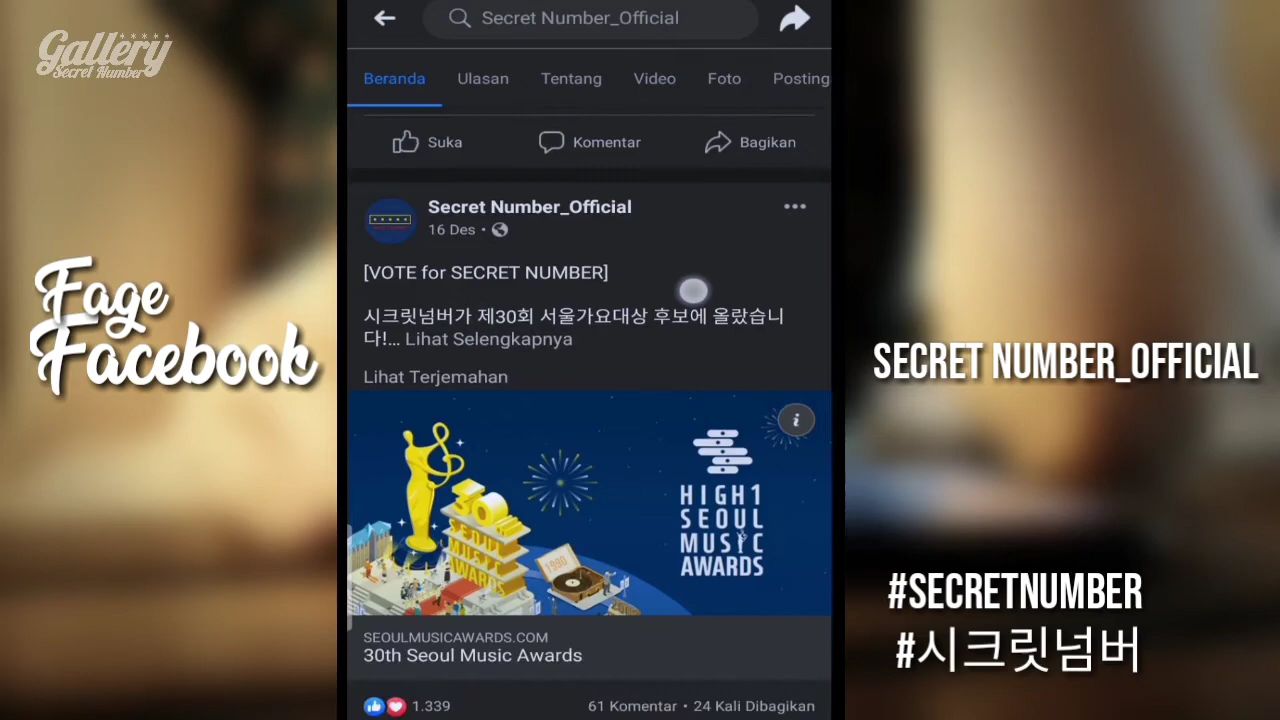 Gallery
Secret Number
Secret Number_Official
Beranda
Ulasan
Tentang
Video
Foto
Posting
Suka
Komentar
Bagikan
Secret Number_Official
16 Des
[VOTE for SECRET NUMBER]
시크릿넘버가 제30회 서울가요대상 후보에 올랐습니
다!... Lihat Selengkapnya
Lihat Terjemahan
30th
SEOUL
MUSIC
AWARDS
1990
HIGH1
SEOUL
MUSIC
AWARDS
SEOULMUSICAWARDS.COM
30th Seoul Music Awards
1.339
61 Komentar • 24 Kali Dibagikan
Fage
Facebook
SECRET NUMBER_OFFICIAL
#SECRETNUMBER
#시크릿넘버